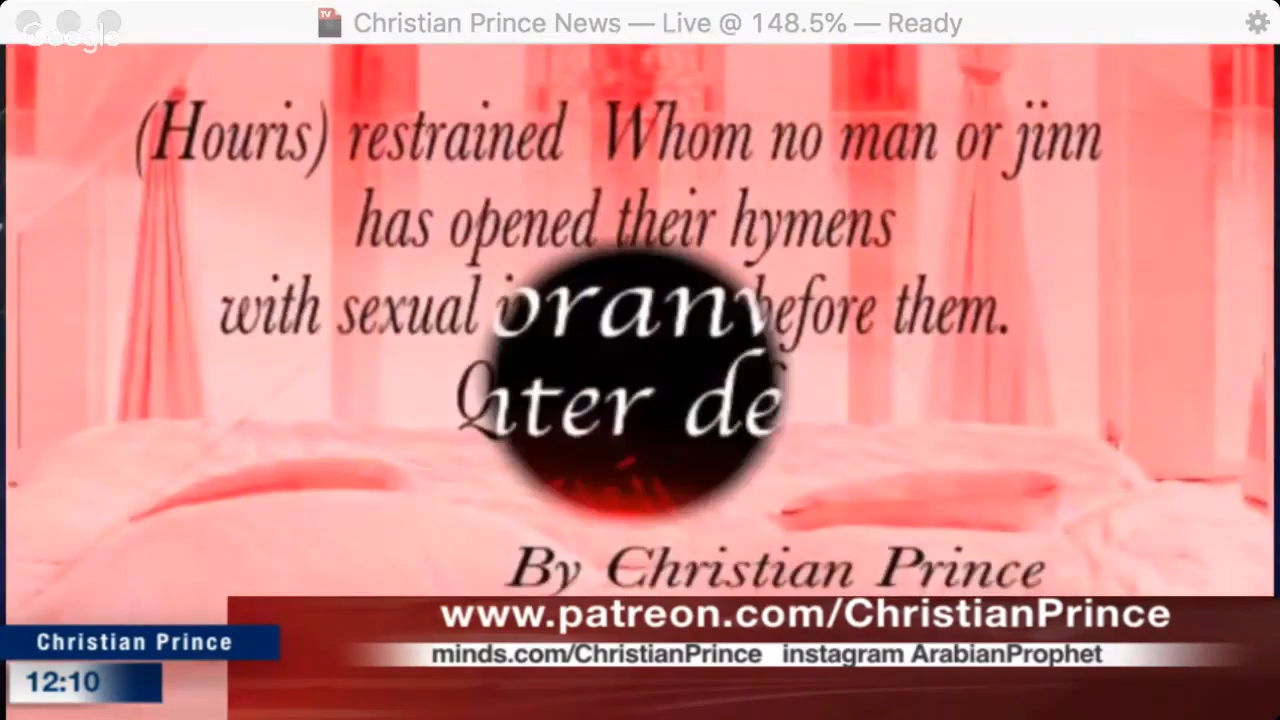 Christian Prince News — Live @ 148.5% — Ready
Google
(Houris) restrained Whom no man or jinn
has opened their hymens
with sexual before them.
By Christian Prince
www.patreon.com/ChristianPrince
minds.com/ChristianPrince instagram ArabianProphet
Christian Prince
12:10